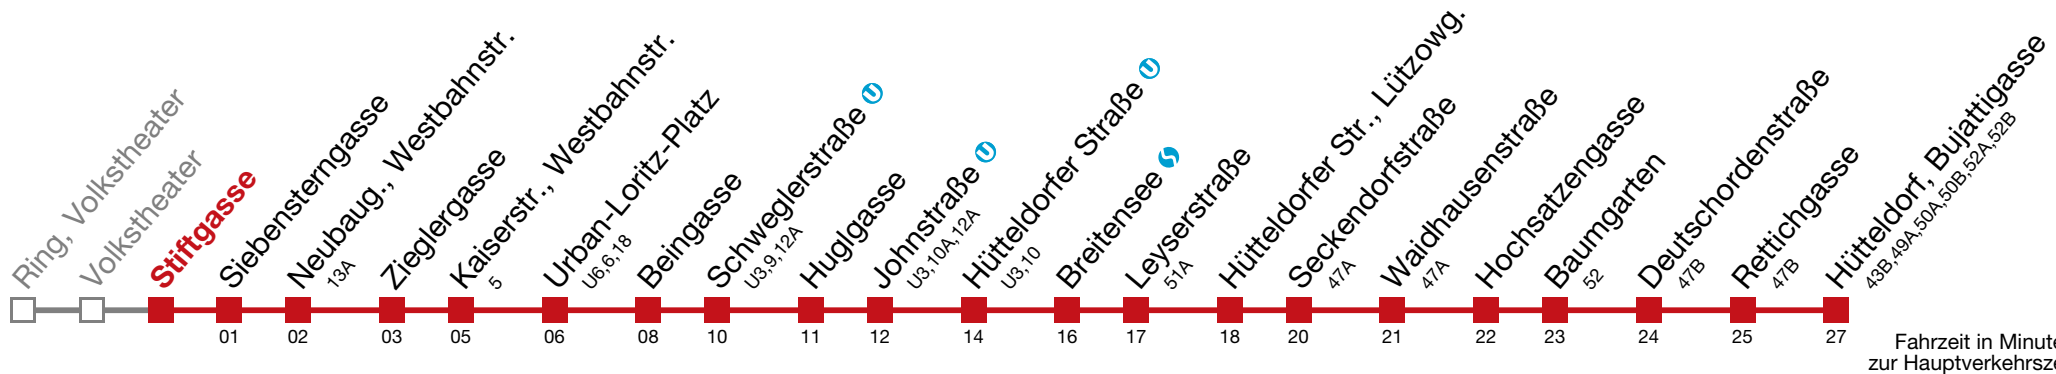 Ring, Volkstheater
Volkstheater
Stiftgasse
Siebensterngasse
01
Neubaug., Westbahnstr.
13A
02
Zieglergasse
03
Kaiserstr., Westbahnstr.
5
05
Urban-Loritz-Platz
U6,6,18
06
Beingasse
08
Schweglerstraße U
U3,9,12A
10
Huglgasse
11
Johnstraße U
U3,10A,12A
12
Hütteldorfer Straße U
U3,10
14
Breitensee S
16
Leyserstraße
51A
17
Hütteldorfer Str., Lützowg.
18
Seckendorfstraße
47A
20
Waidhausenstraße
47A
21
Hochsatzengasse
22
Baumgarten
52
23
Deutschordenstraße
47B
24
Rettichgasse
47B
25
Hütteldorf, Bujattigasse
43B,49A,50A,50B,52A,52B
27
Fahrzeit in Minute
zur Hauptverkehrsze